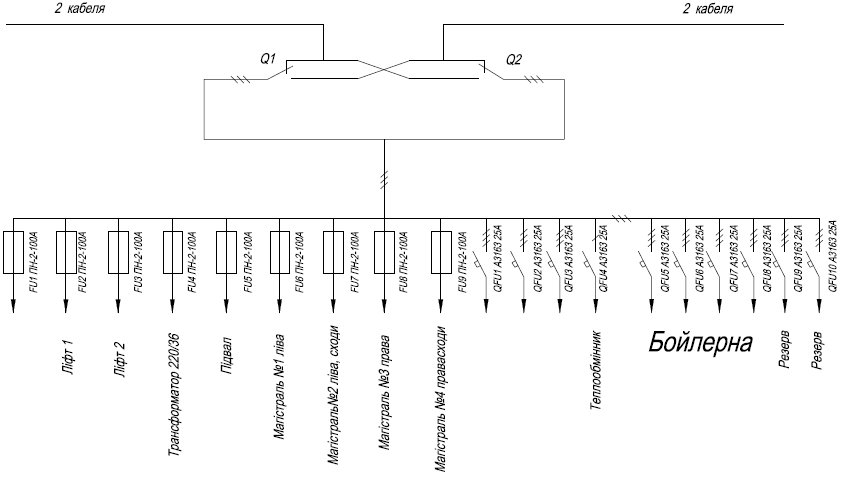 2 кабеля
2 кабеля
Q1
Q2
FU1 ПН-2-100А
FU2 ПН-2-100А
FU3 ПН-2-100А
FU4 ПН-2-100А
FU5 ПН-2-100А
FU6 ПН-2-100А
FU7 ПН-2-100А
FU8 ПН-2-100А
FU9 ПН-2-100А
QFU1 А3163 25А
QFU2 А3163 25А
QFU3 А3163 25А
QFU4 А3163 25А
QFU5 А3163 25А
QFU6 А3163 25А
QFU7 А3163 25А
QFU8 А3163 25А
QFU9 А3163 25А
QFU10 А3163 25А
Ліфт 1
Ліфт 2
Трансформатор 220/36
Підвал
Магістраль №1 ліва
Магістраль№2 ліва, сходи
Магістраль №3 права
Магістраль №4 правасходи
Теплообмінник
Бойлерна
Резерв
Резерв